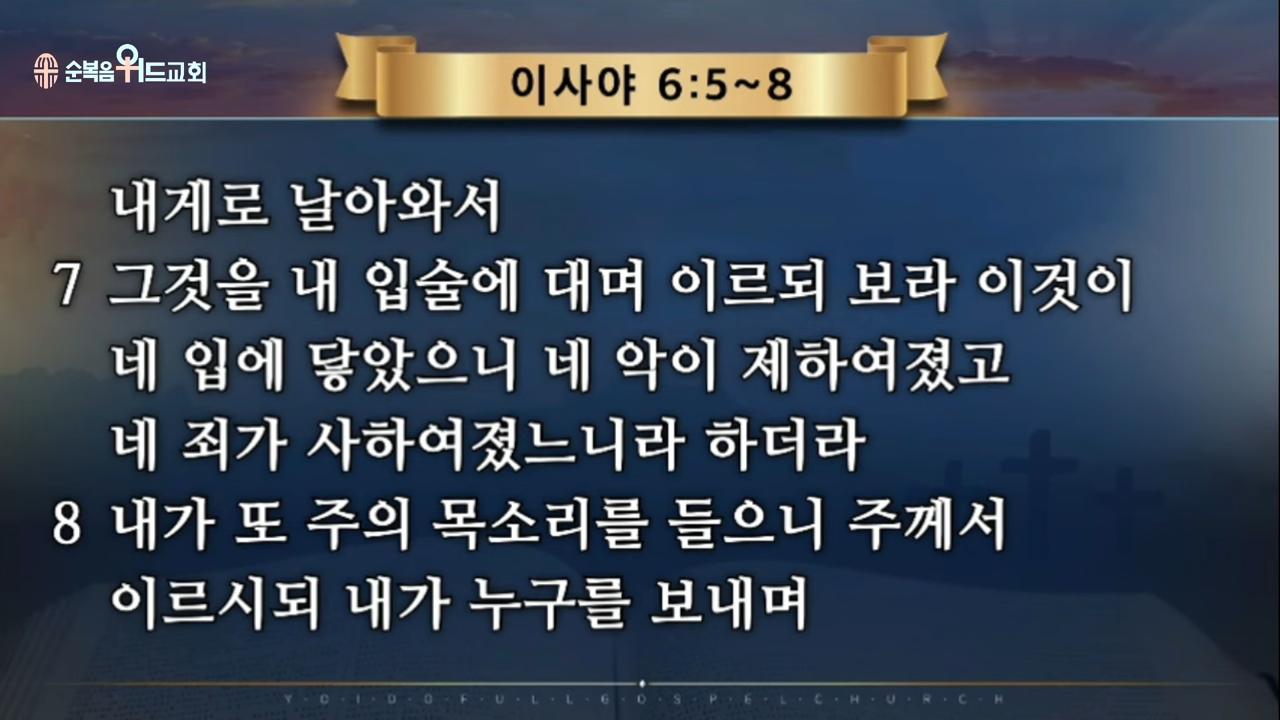 순복음위드교회
이사야 6:5~8
내게로 날아와서
7 그것을 내 입술에 대며 이르되 보라 이것이
네 입에 닿았으니 네 악이 제하여졌고
네 죄가 사하여졌느니라 하더라
8 내가 또 주의 목소리를 들으니 주께서
이르시되 내가 누구를 보내며
Y·O·I·D·O·F·U·L·L·G·O·S·P·E·L·C·H·U·R·C·H